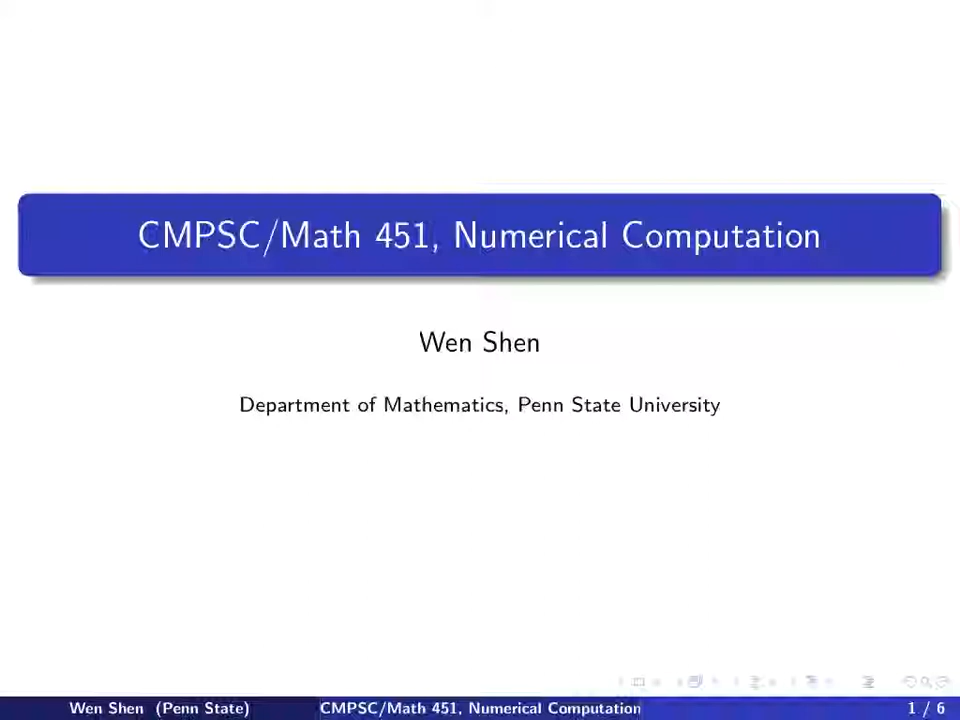 CMPSC/Math 451, Numerical Computation
Wen Shen
Department of Mathematics, Penn State University
Wen Shen (Penn State) CMPSC/Math 451, Numerical Computation 1 / 6